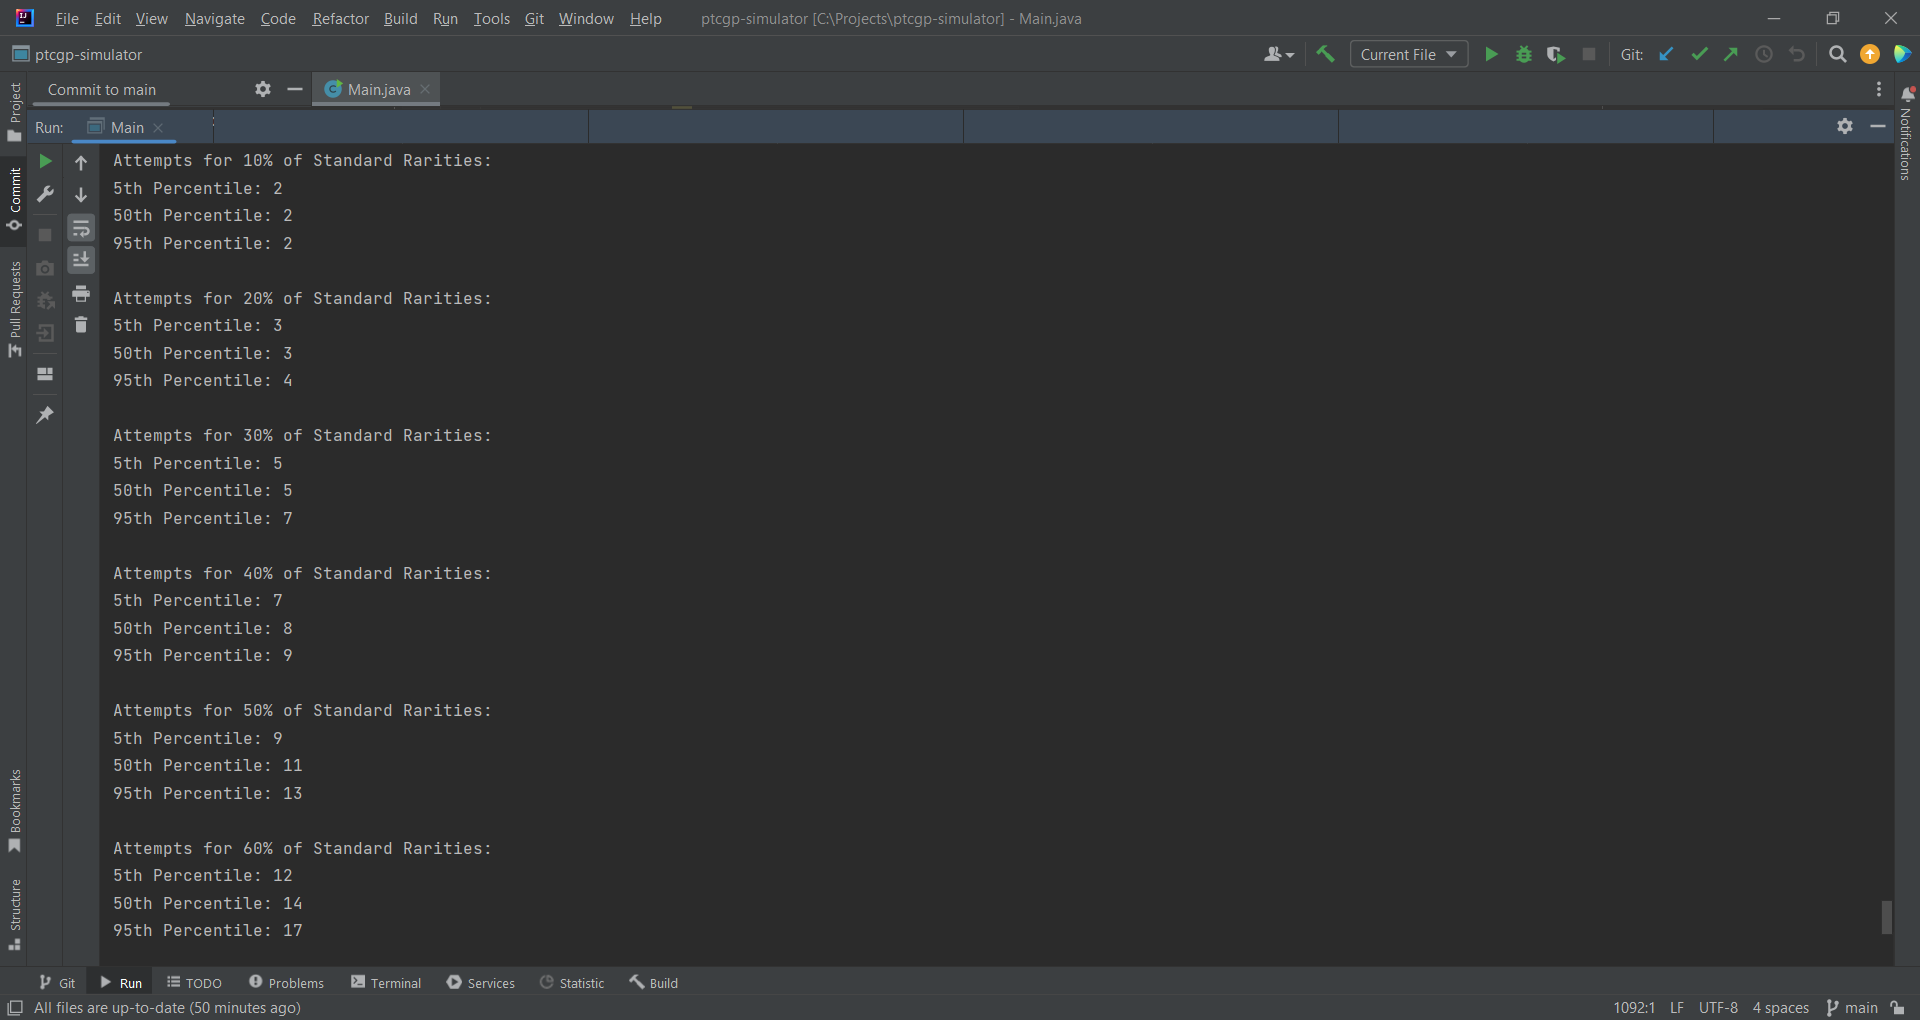 File Edit View Navigate Code Refactor Build Run Tools Git Window Help ptcgp-simulator [C:\Projects\ptcgp-simulator] - Main.java
ptcgp-simulator Current File Git:
Commit to main Main.java
Run: Main
Attempts for 10% of Standard Rarities:
5th Percentile: 2
50th Percentile: 2
95th Percentile: 2
Attempts for 20% of Standard Rarities:
5th Percentile: 3
50th Percentile: 3
95th Percentile: 4
Attempts for 30% of Standard Rarities:
5th Percentile: 5
50th Percentile: 5
95th Percentile: 7
Attempts for 40% of Standard Rarities:
5th Percentile: 7
50th Percentile: 8
95th Percentile: 9
Attempts for 50% of Standard Rarities:
5th Percentile: 9
50th Percentile: 11
95th Percentile: 13
Attempts for 60% of Standard Rarities:
5th Percentile: 12
50th Percentile: 14
95th Percentile: 17
Project
Commit
Pull Requests
Bookmarks
Structure
Notifications
Git Run TODO Problems Terminal Services Statistic Build
All files are up-to-date (50 minutes ago) 1092:1 LF UTF-8 4 spaces main